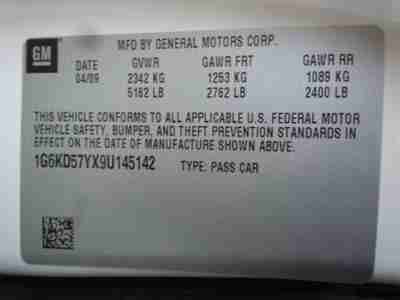 GM
MFD BY GENERAL MOTORS CORP.
DATE GVWR GAWR FRT GAWR RR
04/09 2342 KG 1253 KG 1089 KG
5162 LB 2762 LB 2400 LB
THIS VEHICLE CONFORMS TO ALL APPLICABLE U.S. FEDERAL MOTOR
VEHICLE SAFETY, BUMPER, AND THEFT PREVENTION STANDARDS IN
EFFECT ON THE DATE OF MANUFACTURE SHOWN ABOVE.
1G6KD57YX9U145142 TYPE: PASS CAR